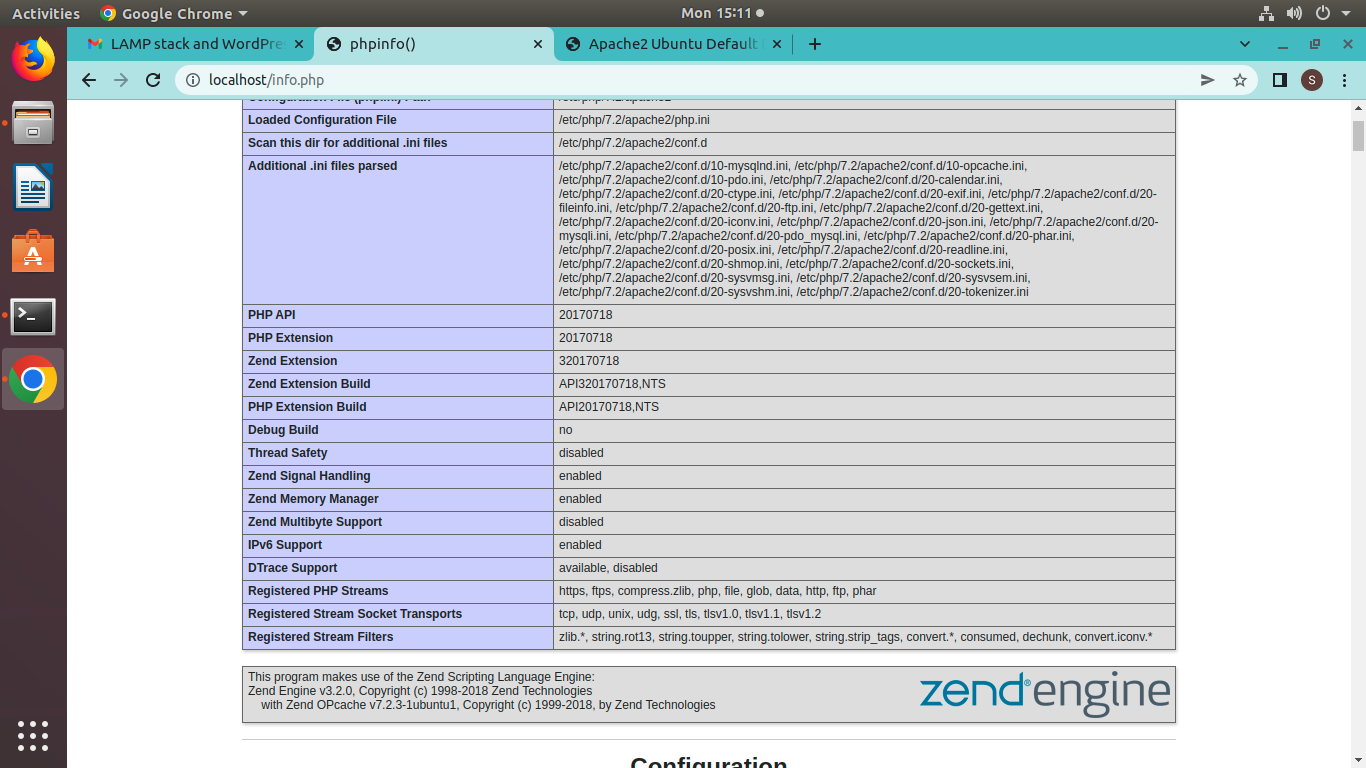 Activities
Google Chrome
Mon 15:11
LAMP stack and WordPre
phpinfo()
Apache2 Ubuntu Default
localhost/info.php
S
Configuration File (php.ini) Path /etc/php/7.2/apache2
Loaded Configuration File /etc/php/7.2/apache2/php.ini
Scan this dir for additional .ini files /etc/php/7.2/apache2/conf.d
Additional .ini files parsed /etc/php/7.2/apache2/conf.d/10-mysqlnd.ini, /etc/php/7.2/apache2/conf.d/10-opcache.ini,
/etc/php/7.2/apache2/conf.d/10-pdo.ini, /etc/php/7.2/apache2/conf.d/20-calendar.ini,
/etc/php/7.2/apache2/conf.d/20-ctype.ini, /etc/php/7.2/apache2/conf.d/20-exif.ini, /etc/php/7.2/apache2/conf.d/20-
fileinfo.ini, /etc/php/7.2/apache2/conf.d/20-ftp.ini, /etc/php/7.2/apache2/conf.d/20-gettext.ini,
/etc/php/7.2/apache2/conf.d/20-iconv.ini, /etc/php/7.2/apache2/conf.d/20-json.ini, /etc/php/7.2/apache2/conf.d/20-
mysqli.ini, /etc/php/7.2/apache2/conf.d/20-pdo_mysql.ini, /etc/php/7.2/apache2/conf.d/20-phar.ini,
/etc/php/7.2/apache2/conf.d/20-posix.ini, /etc/php/7.2/apache2/conf.d/20-readline.ini,
/etc/php/7.2/apache2/conf.d/20-shmop.ini, /etc/php/7.2/apache2/conf.d/20-sockets.ini,
/etc/php/7.2/apache2/conf.d/20-sysvmsg.ini, /etc/php/7.2/apache2/conf.d/20-sysvsem.ini,
/etc/php/7.2/apache2/conf.d/20-sysvshm.ini, /etc/php/7.2/apache2/conf.d/20-tokenizer.ini
PHP API 20170718
PHP Extension 20170718
Zend Extension 320170718
Zend Extension Build API320170718,NTS
PHP Extension Build API20170718,NTS
Debug Build no
Thread Safety disabled
Zend Signal Handling enabled
Zend Memory Manager enabled
Zend Multibyte Support disabled
IPv6 Support enabled
DTrace Support available, disabled
Registered PHP Streams https, ftps, compress.zlib, php, file, glob, data, http, ftp, phar
Registered Stream Socket Transports tcp, udp, unix, udg, ssl, tls, tlsv1.0, tlsv1.1, tlsv1.2
Registered Stream Filters zlib.*, string.rot13, string.toupper, string.tolower, string.strip_tags, convert.*, consumed, dechunk, convert.iconv.*
This program makes use of the Zend Scripting Language Engine:
Zend Engine v3.2.0, Copyright (c) 1998-2018 Zend Technologies
with Zend OPcache v7.2.3-1ubuntu1, Copyright (c) 1999-2018, by Zend Technologies
zend® engine
Configuration